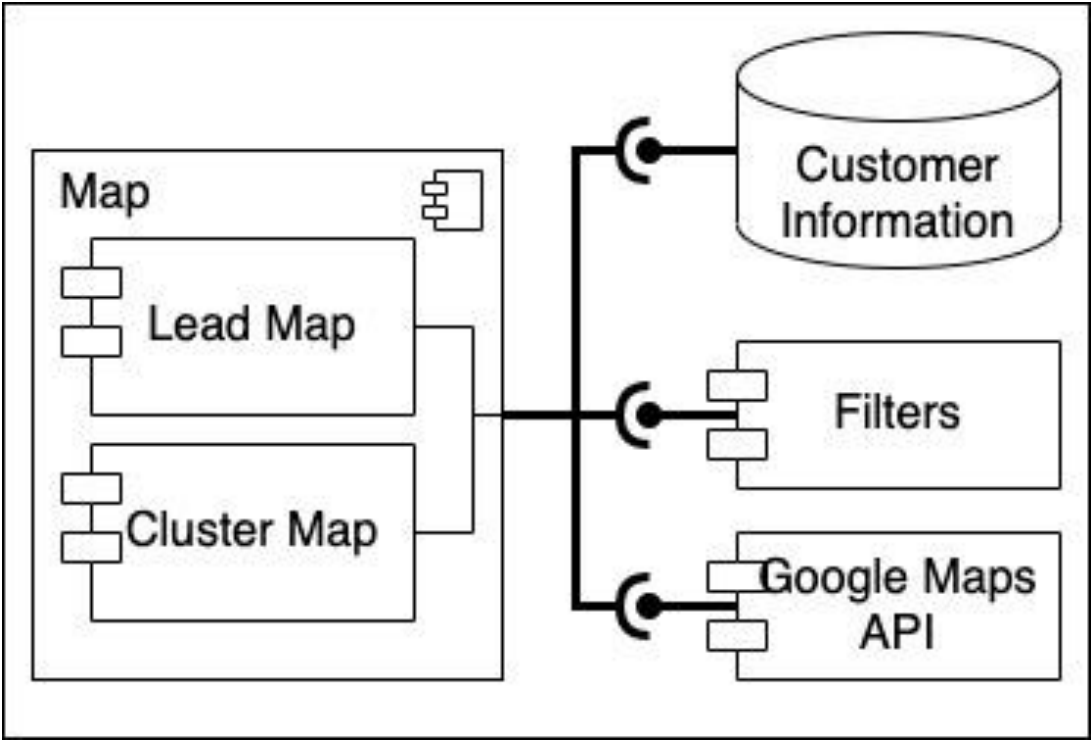 Map
Lead Map
Cluster Map
Customer
Information
Filters
Google Maps
API